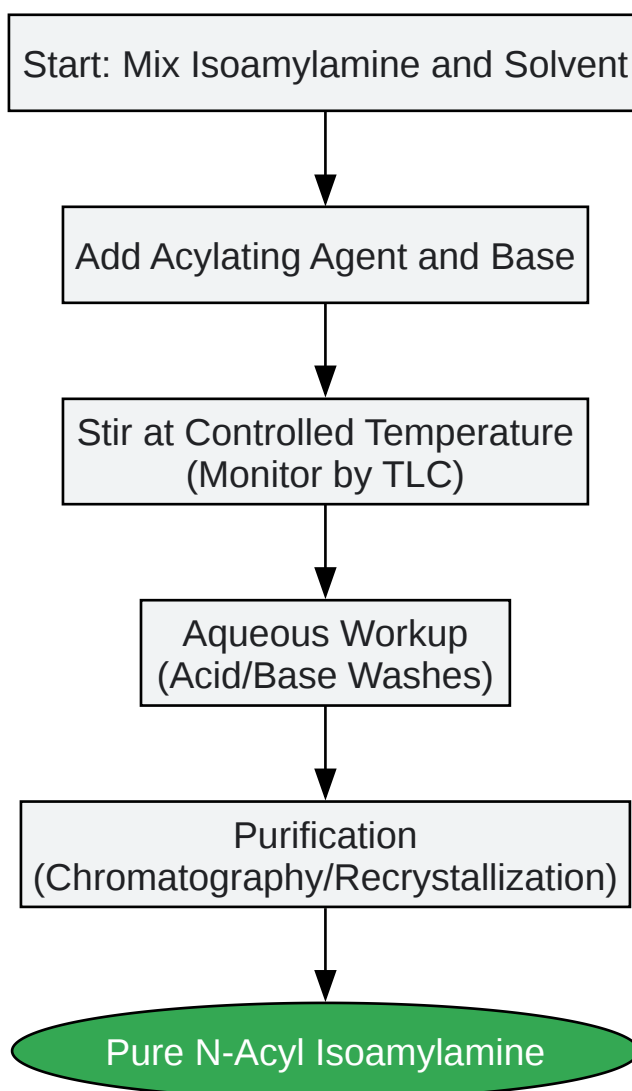 Start: Mix Isoamylamine and Solvent
Add Acylating Agent and Base
Stir at Controlled Temperature
(Monitor by TLC)
Aqueous Workup
(Acid/Base Washes)
Purification
(Chromatography/Recrystallization)
Pure N-Acyl Isoamylamine